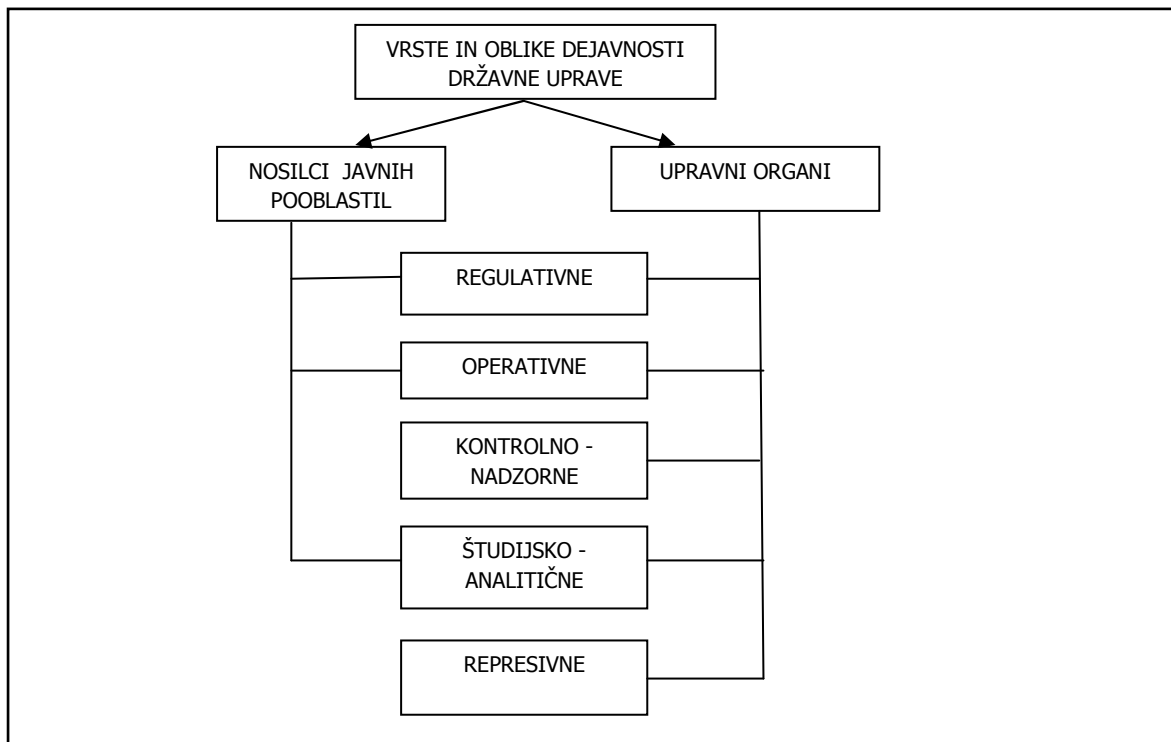 VRSTE IN OBLIKE DEJAVNOSTI
DRŽAVNE UPRAVE
NOSILCI JAVNIH
POOBLASTIL
UPRAVNI ORGANI
REGULATIVNE
OPERATIVNE
KONTROLNO -
NADZORNE
ŠTUDIJSKO -
ANALITIČNE
REPRESIVNE